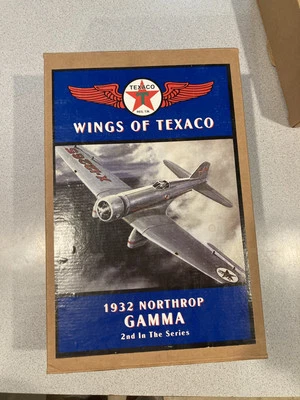 TEXACO
T
WINGS OF TEXACO
1932 NORTHROP
GAMMA
2nd In The Series